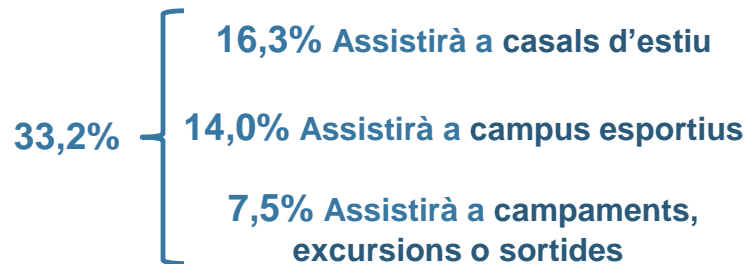 16,3% Assistirà a casals d’estiu
33,2%
14,0% Assistirà a campus esportius
7,5% Assistirà a campaments,
excursions o sortides